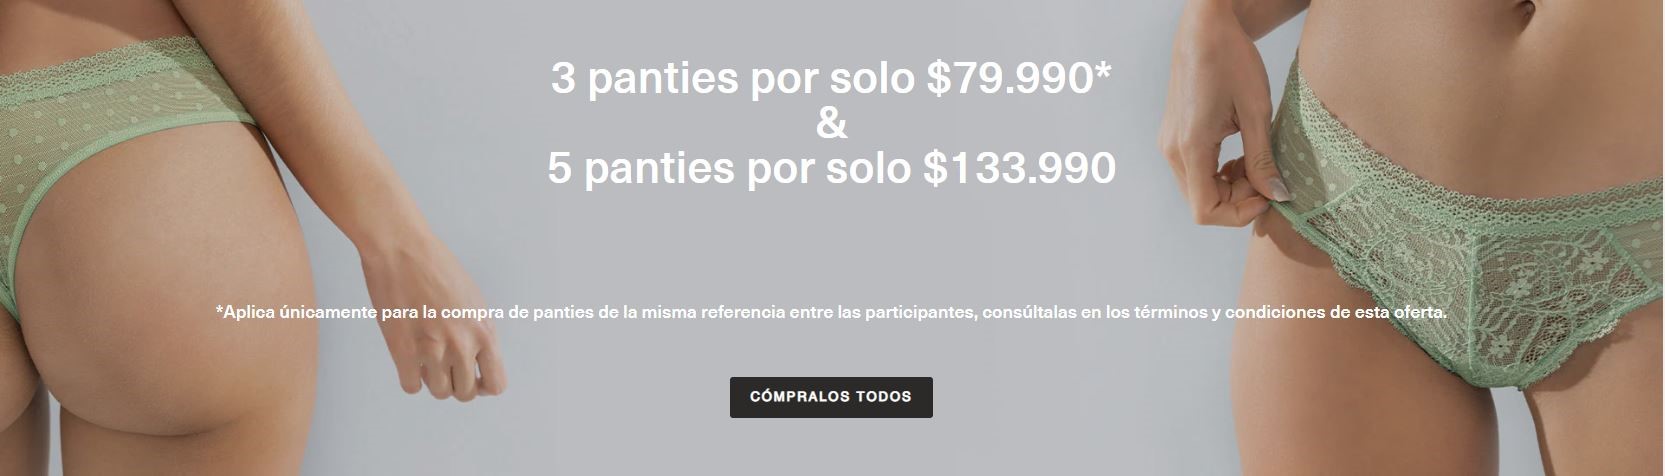 3 panties por solo $79.990*
&
5 panties por solo $133.990
*Aplica únicamente para la compra de panties de la misma referencia entre las participantes, consúltalas en los términos y condiciones de esta oferta.
CÓMPRALOS TODOS